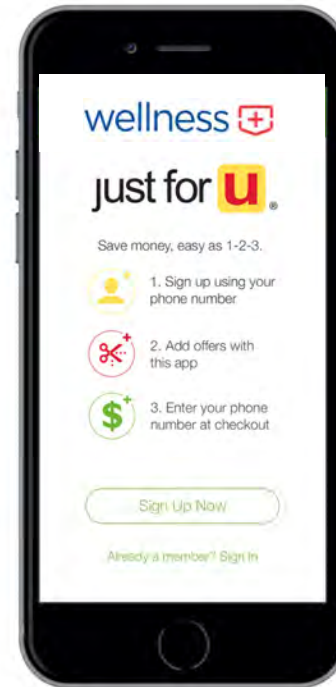 wellness +
just for u ®
Save money, easy as 1-2-3.
1. Sign up using your
phone number
2. Add offers with
this app
$
3. Enter your phone
number at checkout
Sign Up Now
Already a member? Sign In